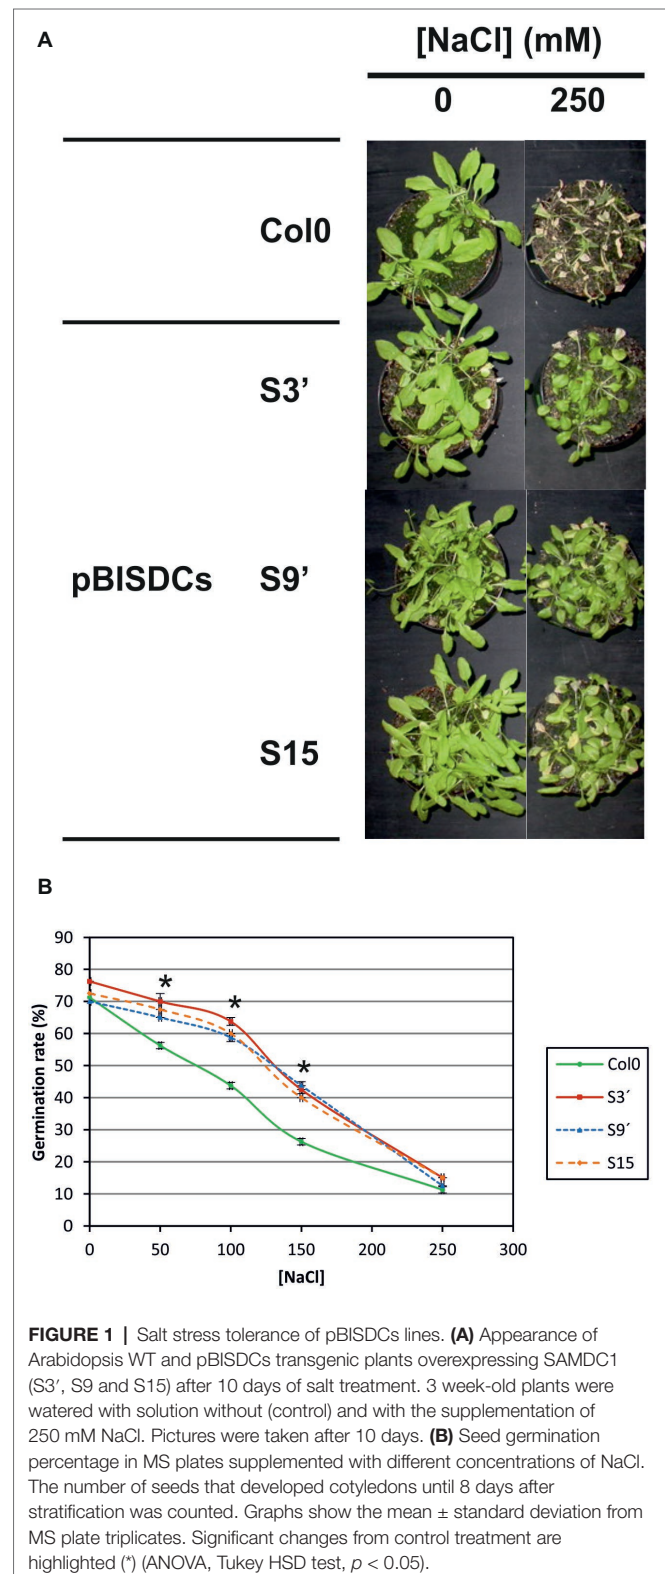 A
[NaCl] (mM)
0 250
Col0
S3’
pBISDCs S9’
S15
B
90
80
70
60
50
40
30
20
10
0
Germination rate (%)
0 50 100 150 200 250 300
[NaCl]
* * *
Col0
S3´
S9´
S15
FIGURE 1 | Salt stress tolerance of pBISDCs lines. (A) Appearance of
Arabidopsis WT and pBISDCs transgenic plants overexpressing SAMDC1
(S3′, S9 and S15) after 10 days of salt treatment. 3 week-old plants were
watered with solution without (control) and with the supplementation of
250 mM NaCl. Pictures were taken after 10 days. (B) Seed germination
percentage in MS plates supplemented with different concentrations of NaCl.
The number of seeds that developed cotyledons until 8 days after
stratification was counted. Graphs show the mean ± standard deviation from
MS plate triplicates. Significant changes from control treatment are
highlighted (*) (ANOVA, Tukey HSD test, p < 0.05).